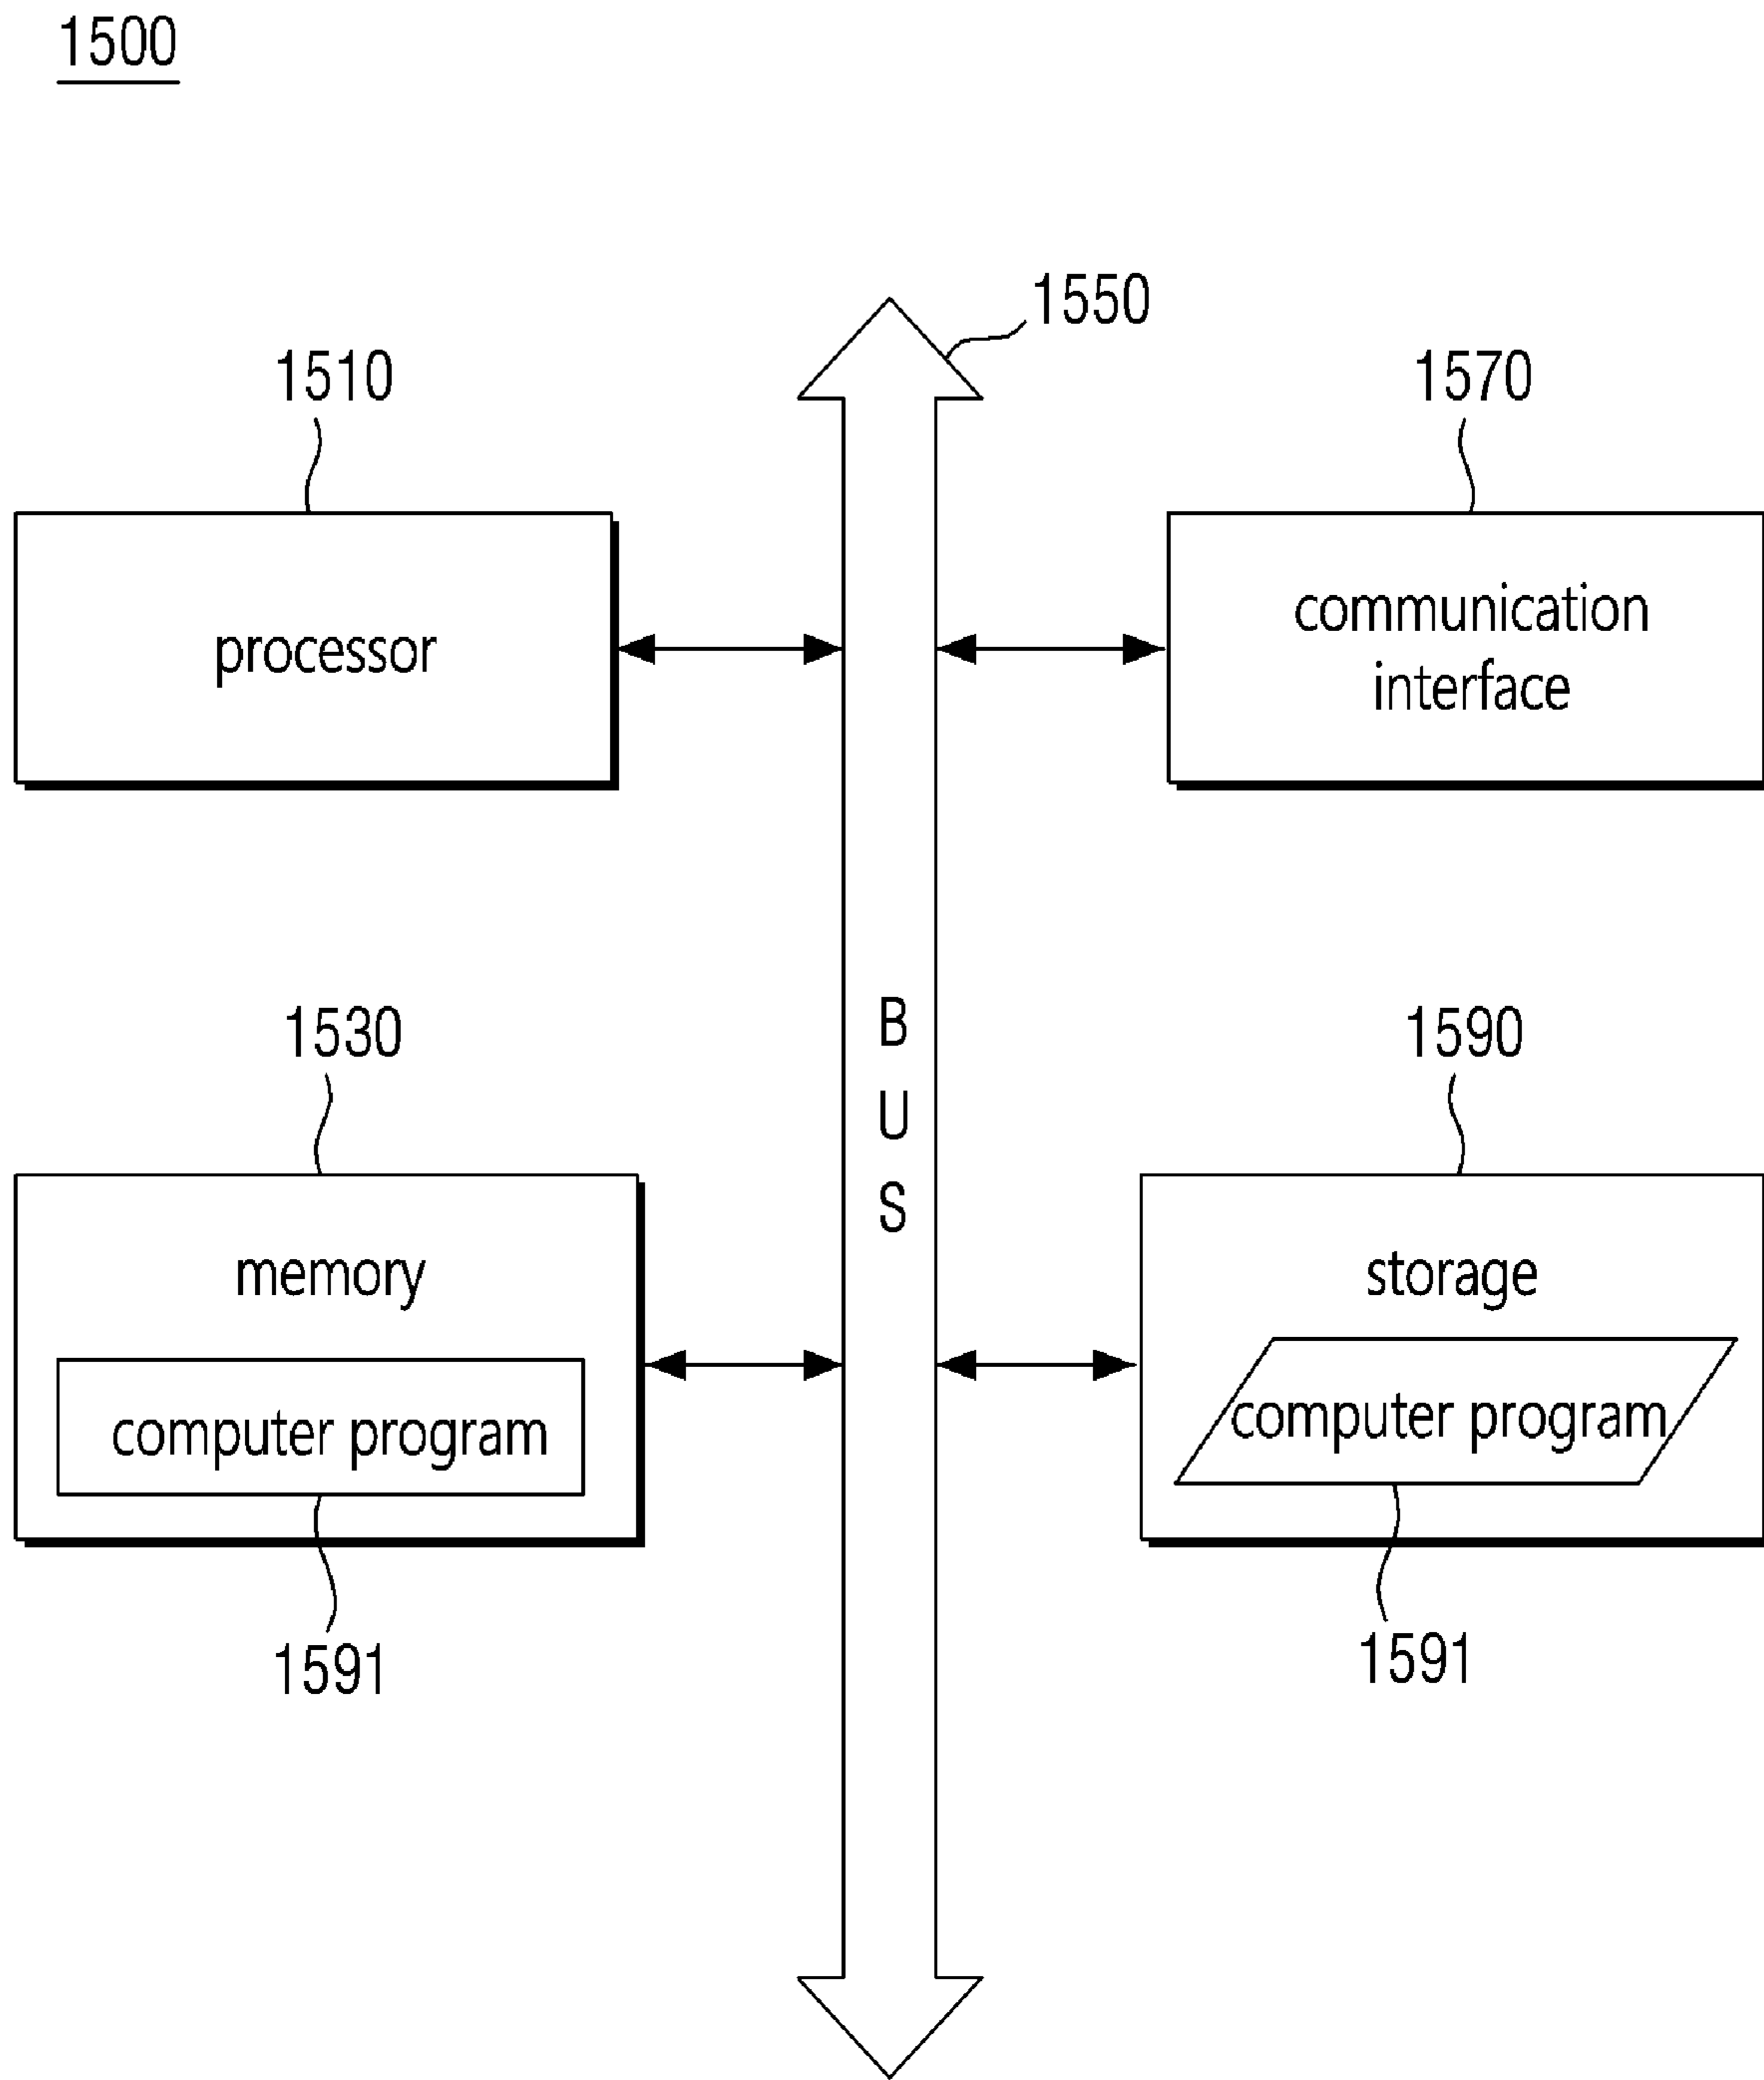 1500
1550
1510
1570
processor
communication
interface
B
U
S
1530
1590
memory
storage
computer program
computer program
1591
1591